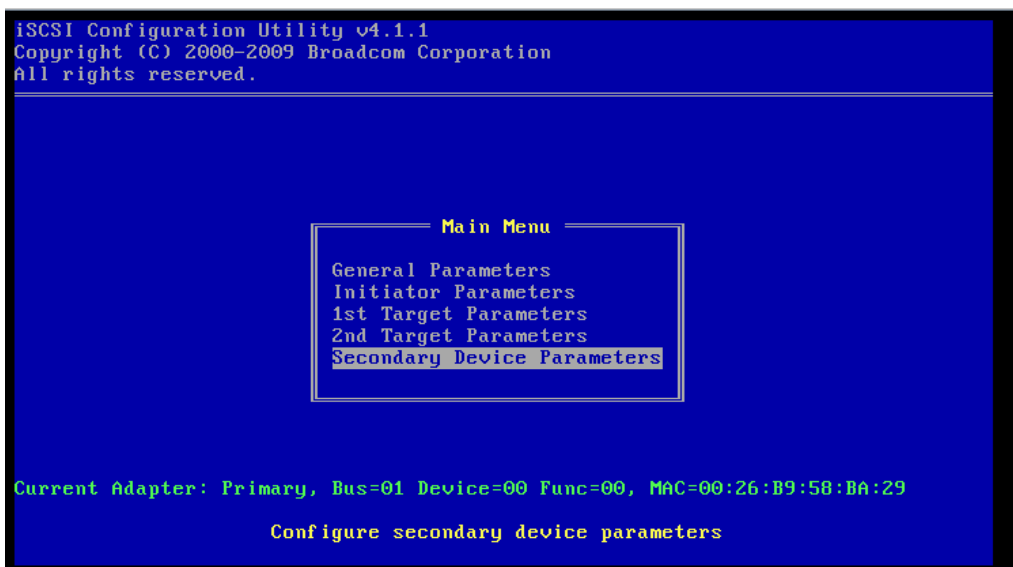 iSCSI Configuration Utility v4.1.1
Copyright (C) 2000-2009 Broadcom Corporation
All rights reserved.
Main Menu
General Parameters
Initiator Parameters
1st Target Parameters
2nd Target Parameters
Secondary Device Parameters
Current Adapter: Primary, Bus=01 Device=00 Func=00, MAC=00:26:B9:58:BA:29
Configure secondary device parameters